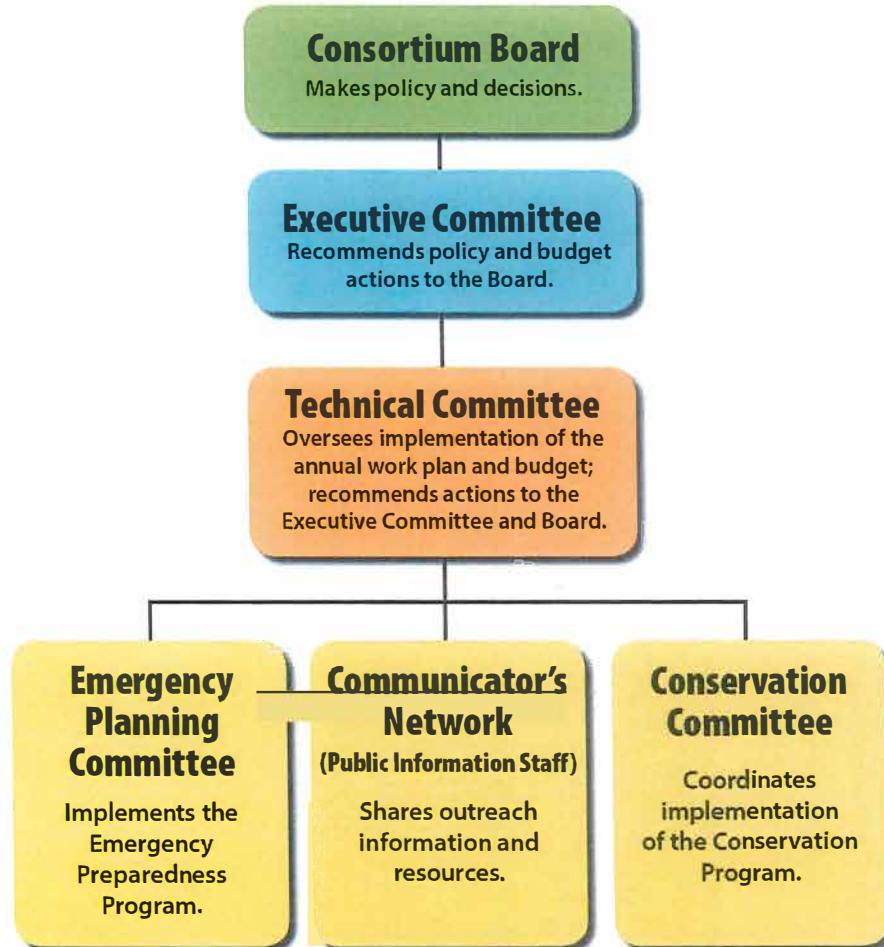 Consortium Board
Makes policy and decisions.
Executive Committee
Recommends policy and budget
actions to the Board.
Technical Committee
Oversees implementation of the
annual work plan and budget;
recommends actions to the
Executive Committee and Board.
Emergency
Planning
Committee
Implements the
Emergency
Preparedness
Program.
Communicator's
Network
(Public Information Staff)
Shares outreach
information and
resources.
Conservation
Committee
Coordinates
implementation
of the Conservation
Program.